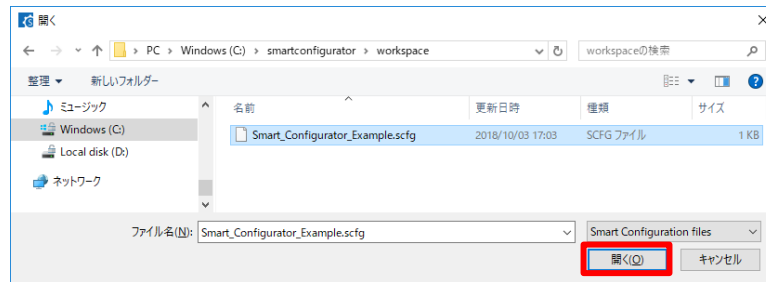 開く
PC > Windows (C:) > smartconfigurator > workspace
workspaceの検索
整理 新しいフォルダー
ミュージック
Windows (C:)
Local disk (D:)
ネットワーク
名前 更新日時 種類 サイズ
Smart_Configurator_Example.scfg 2018/10/03 17:03 SCFG ファイル 1 KB
ファイル名(N): Smart_Configurator_Example.scfg Smart Configuration files
開く(O) キャンセル